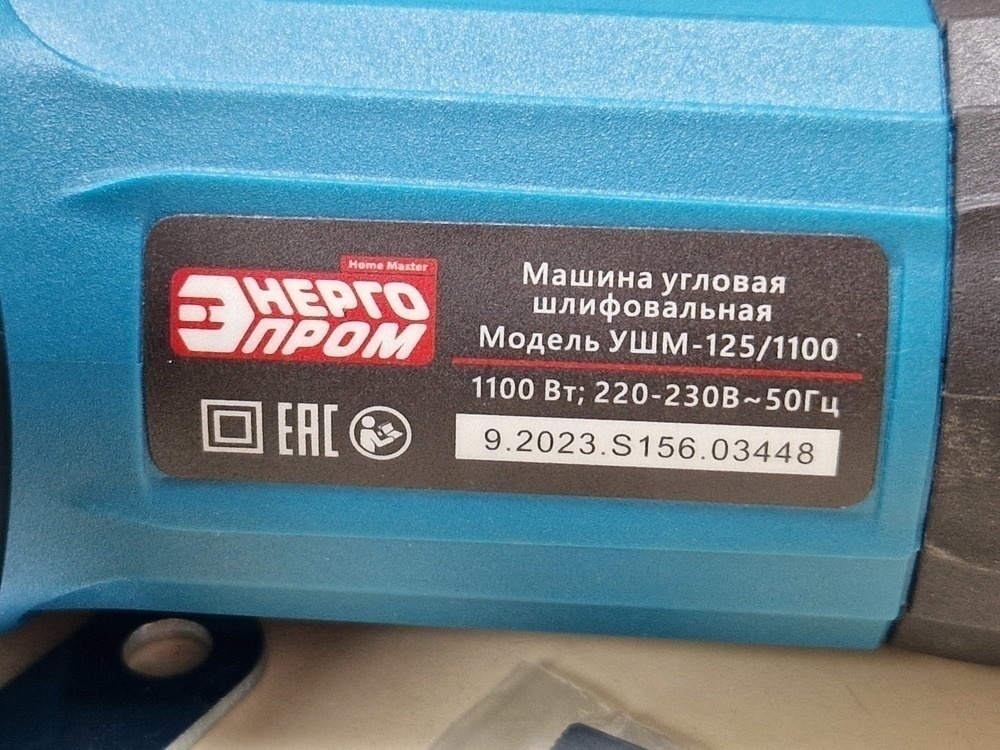 Home Master
ЭНЕРГО
ПРОМ
Машина угловая
шлифовальная
Модель УШМ-125/1100
1100 Вт; 220-230В~50Гц
EAC
9.2023.S156.03448